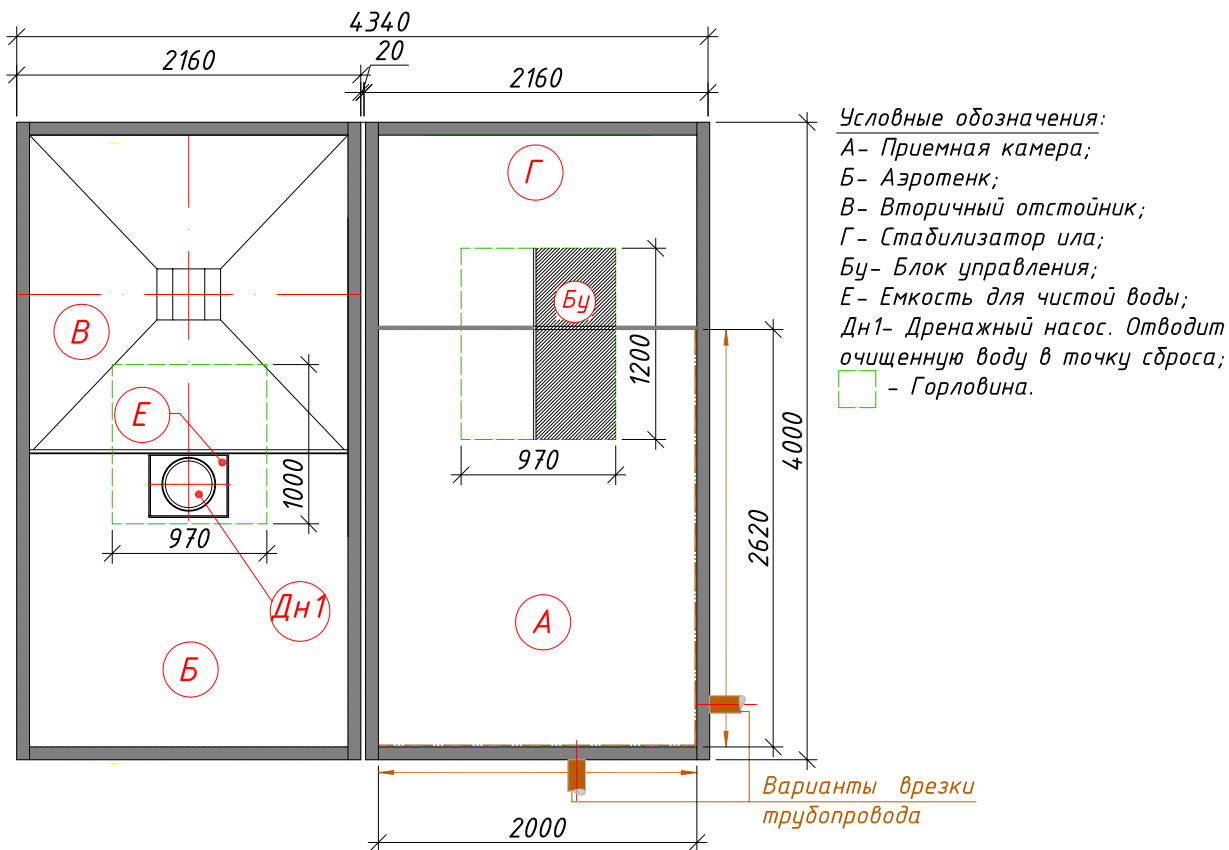 4340
2160
20
2160
Условные обозначения:
А- Приемная камера;
Б- Аэротенк;
В- Вторичный отстойник;
Г- Стабилизатор ила;
Бу- Блок управления;
Е- Емкость для чистой воды;
Дн1- Дренажный насос. Отводит
очищенную воду в точку сброса;
- Горловина.
Г
Бу
В
1200
Е
4000
970
1000
970
2620
Дн1
А
Б
Варианты врезки
трубопровода
2000